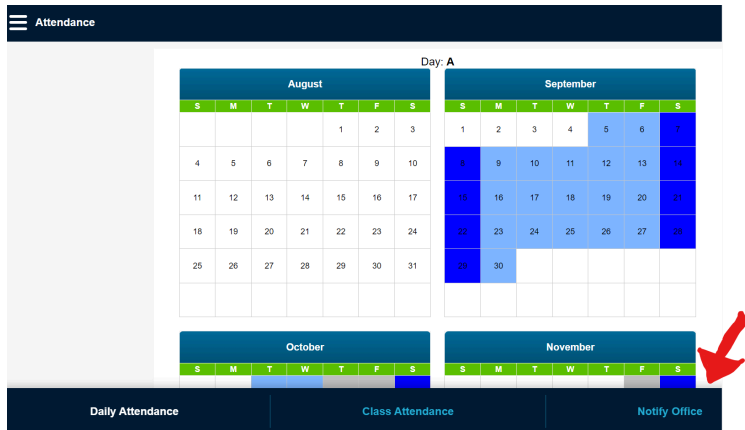 Attendance
Day: A
August
S M T W T F S
1 2 3
4 5 6 7 8 9 10
11 12 13 14 15 16 17
18 19 20 21 22 23 24
25 26 27 28 29 30 31
September
S M T W T F S
1 2 3 4 5 6 7
8 9 10 11 12 13 14
15 16 17 18 19 20 21
22 23 24 25 26 27 28
29 30
October
S M T W T F S
November
S M T W T F S
Daily Attendance
Class Attendance
Notify Office